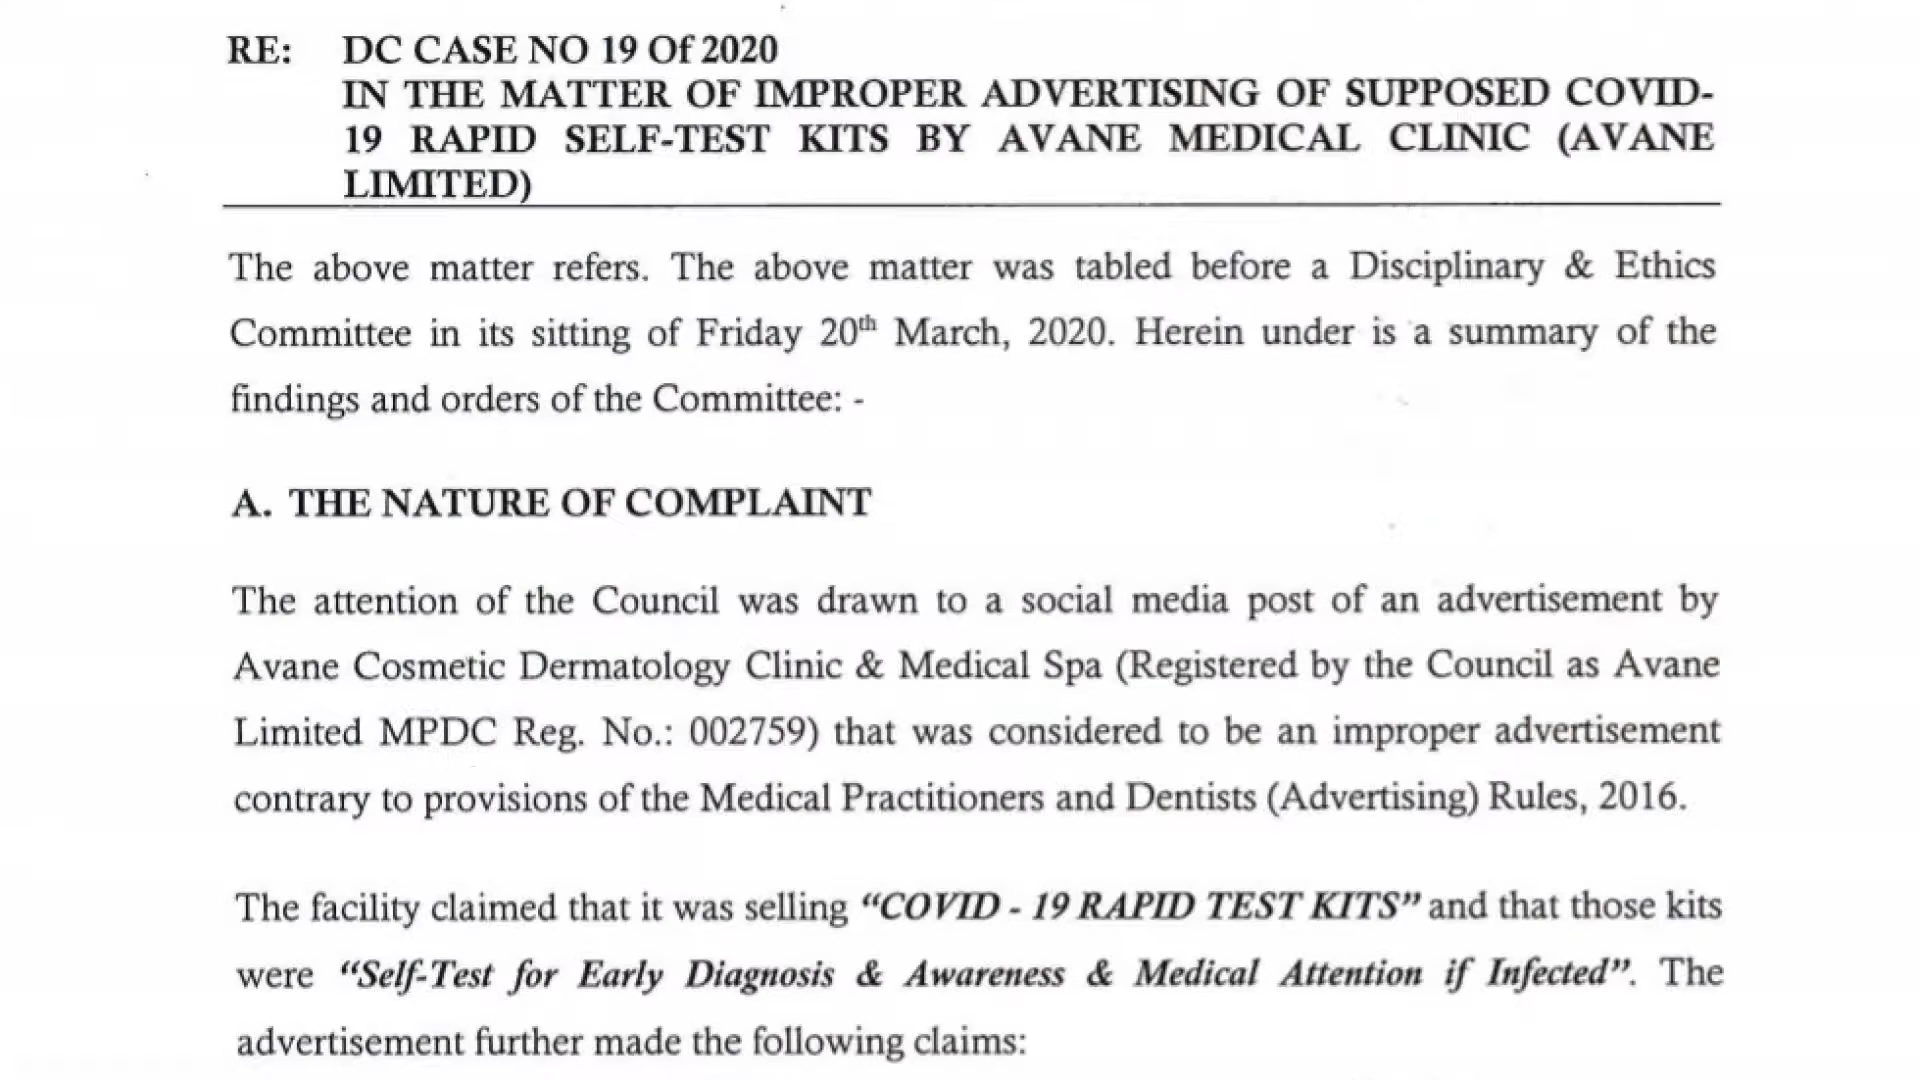 RE: DC CASE NO 19 Of 2020
IN THE MATTER OF IMPROPER ADVERTISING OF SUPPOSED COVID-
19 RAPID SELF-TEST KITS BY AVANE MEDICAL CLINIC (AVANE
LIMITED)
The above matter refers. The above matter was tabled before a Disciplinary & Ethics
Committee in its sitting of Friday 20th March, 2020. Herein under is a summary of the
findings and orders of the Committee: -
A. THE NATURE OF COMPLAINT
The attention of the Council was drawn to a social media post of an advertisement by
Avane Cosmetic Dermatology Clinic & Medical Spa (Registered by the Council as Avane
Limited MPDC Reg. No.: 002759) that was considered to be an improper advertisement
contrary to provisions of the Medical Practitioners and Dentists (Advertising) Rules, 2016.
The facility claimed that it was selling “COVID - 19 RAPID TEST KITS” and that those kits
were “Self-Test for Early Diagnosis & Awareness & Medical Attention if Infected”. The
advertisement further made the following claims: